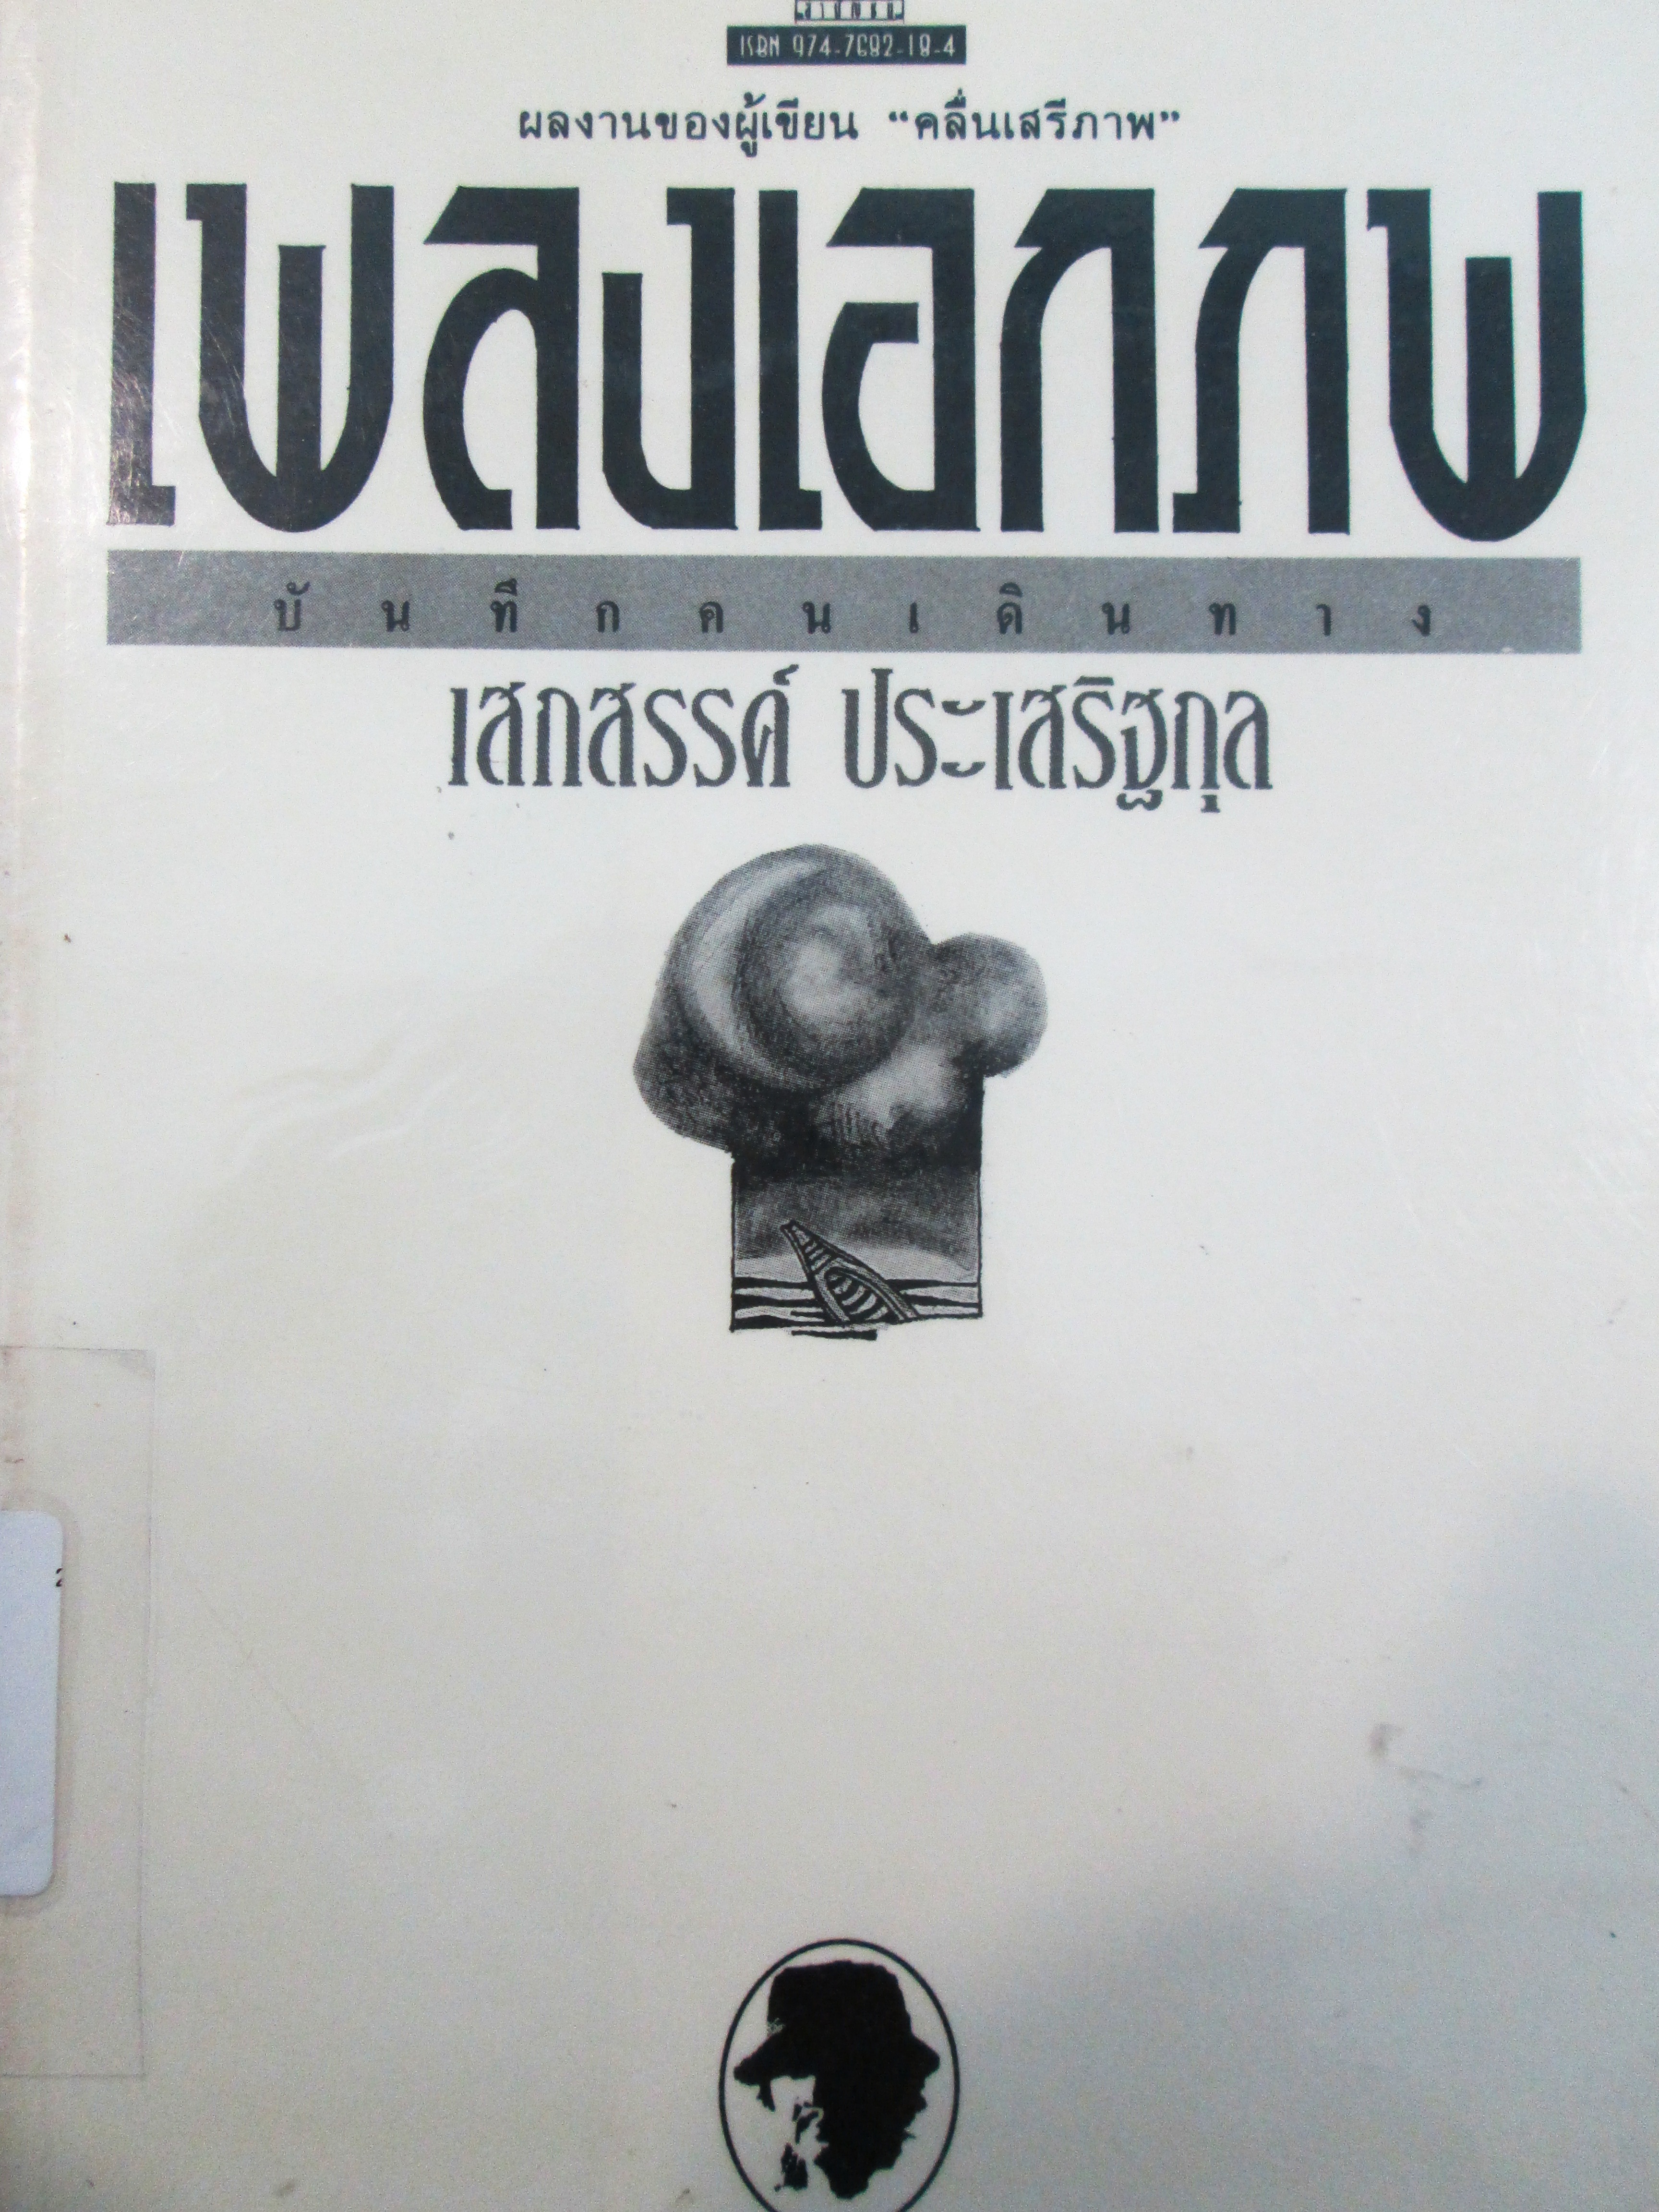 ISBN 974-7682-18-4
ผลงานของผู้เขียน “คลื่นเสรีภาพ”
เพลงเอกภพ
บันทึกคนเดินทาง
เสกสรรค์ ประเสริฐกุล